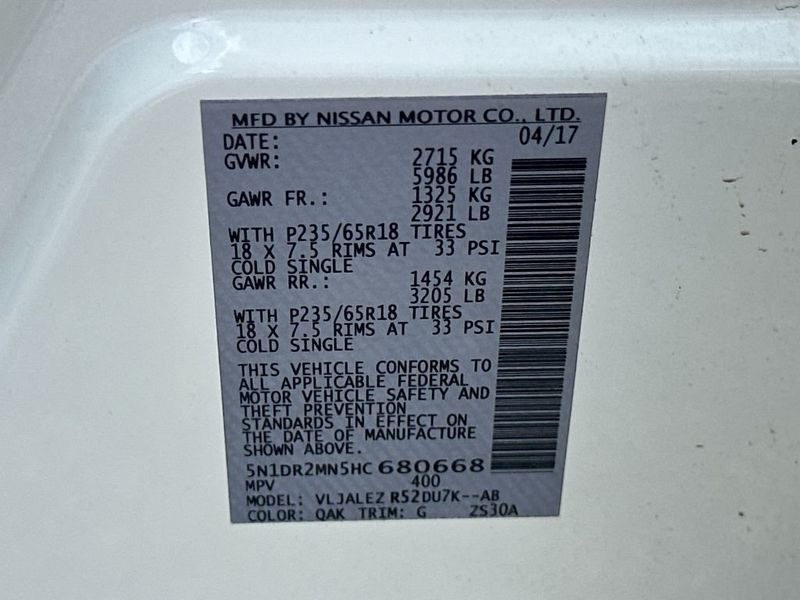 MFD BY NISSAN MOTOR CO., LTD.
DATE: 04/17
GVWR: 2715 KG
5986 LB
GAWR FR.: 1325 KG
2921 LB
WITH P235/65R18 TIRES
18 X 7.5 RIMS AT 33 PSI
COLD SINGLE
GAWR RR.: 1454 KG
3205 LB
WITH P235/65R18 TIRES
18 X 7.5 RIMS AT 33 PSI
COLD SINGLE
THIS VEHICLE CONFORMS TO
ALL APPLICABLE FEDERAL
MOTOR VEHICLE SAFETY AND
THEFT PREVENTION
STANDARDS IN EFFECT ON
THE DATE OF MANUFACTURE
SHOWN ABOVE.
5N1DR2MN5HC 680668
MPV 400
MODEL: VLJALEZ R52DU7K--AB
COLOR: QAK TRIM: G ZS30A